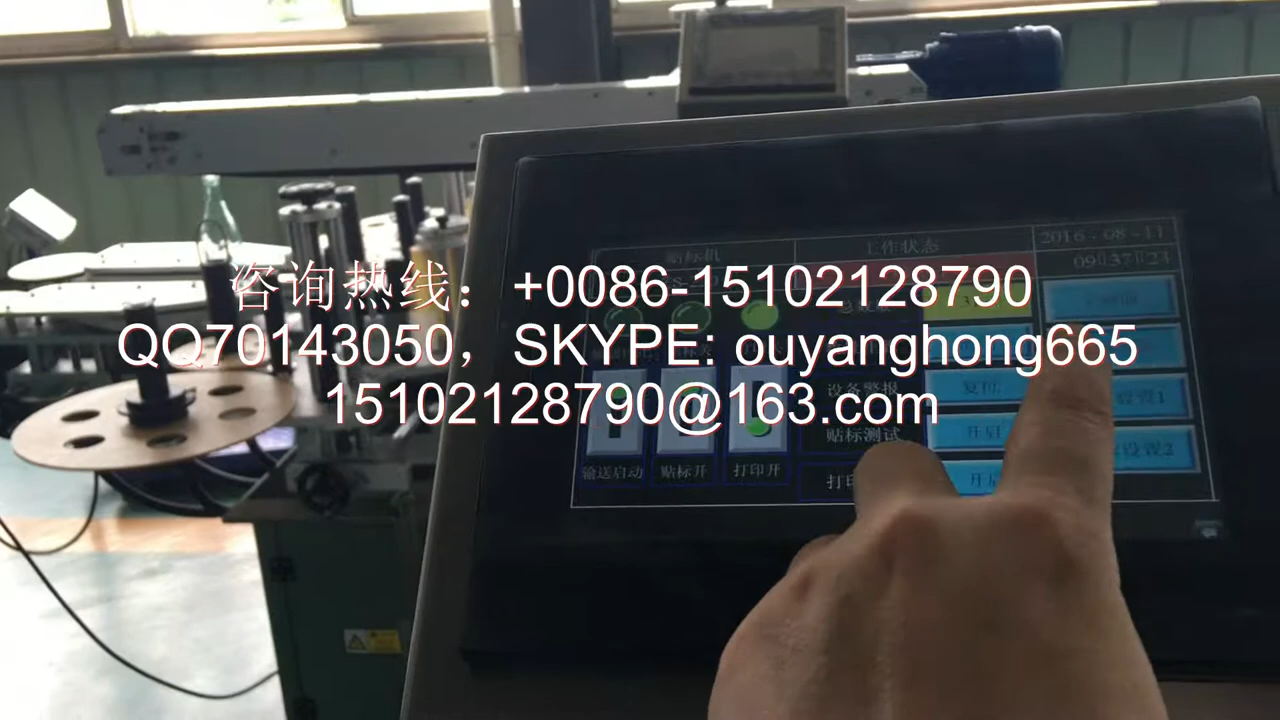 贴标机 工作状态 2016-08-11
09:37:23
咨询热线：+0086-15102128790
QQ70143050，SKYPE: ouyanghong665
15102128790@163.com
设备警报 复位
贴标测试 开启
输送启动 贴标开 打印开